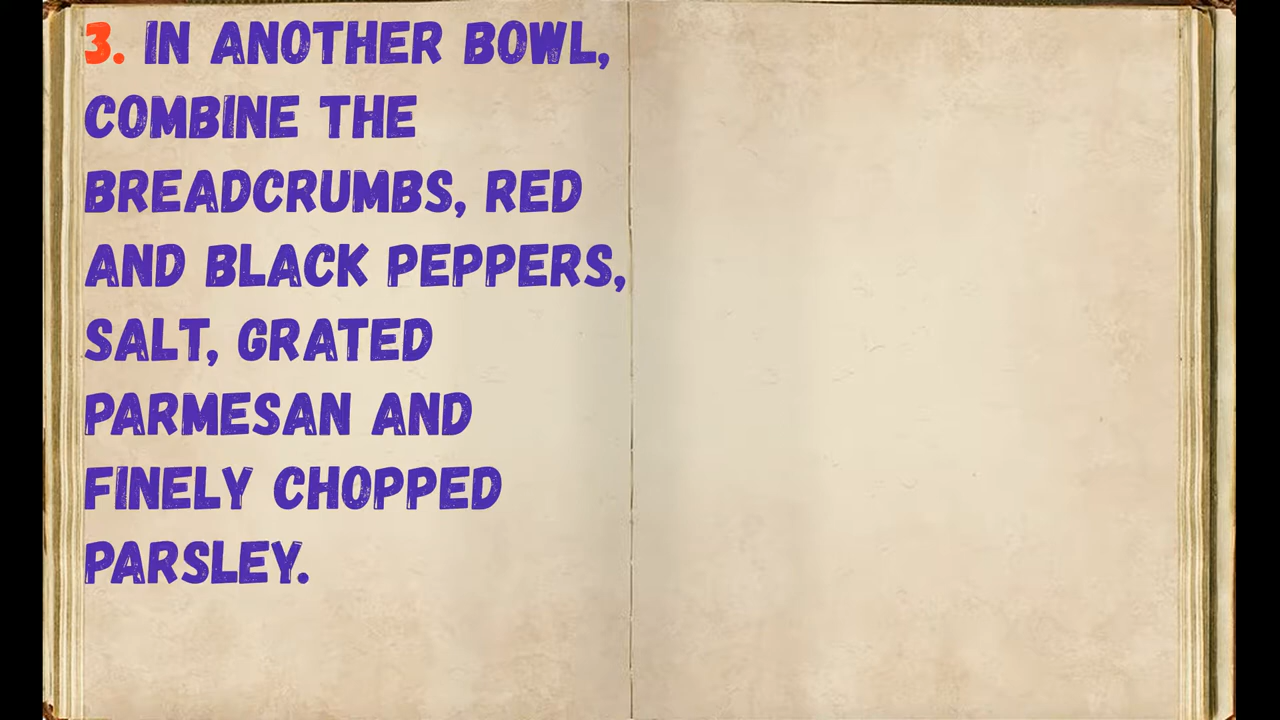 3. IN ANOTHER BOWL,
COMBINE THE
BREADCRUMBS, RED
AND BLACK PEPPERS,
SALT, GRATED
PARMESAN AND
FINELY CHOPPED
PARSLEY.